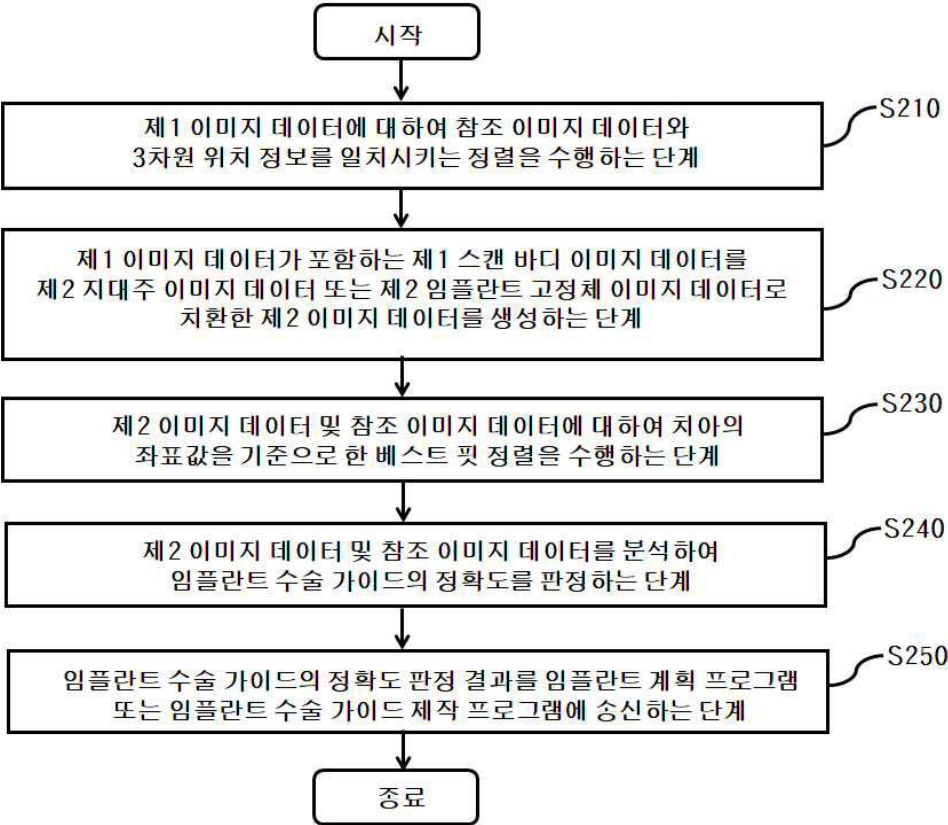 시작
S210
제1 이미지 데이터에 대하여 참조 이미지 데이터와
3차원 위치 정보를 일치시키는 정렬을 수행하는 단계
S220
제1 이미지 데이터가 포함하는 제1 스캔 바디 이미지 데이터를
제2 지대주 이미지 데이터 또는 제2 임플란트 고정체 이미지 데이터로
치환한 제2 이미지 데이터를 생성하는 단계
S230
제2 이미지 데이터 및 참조 이미지 데이터에 대하여 치아의
좌표값을 기준으로 한 베스트 핏 정렬을 수행하는 단계
S240
제2 이미지 데이터 및 참조 이미지 데이터를 분석하여
임플란트 수술 가이드의 정확도를 판정하는 단계
S250
임플란트 수술 가이드의 정확도 판정 결과를 임플란트 계획 프로그램
또는 임플란트 수술 가이드 제작 프로그램에 송신하는 단계
종료